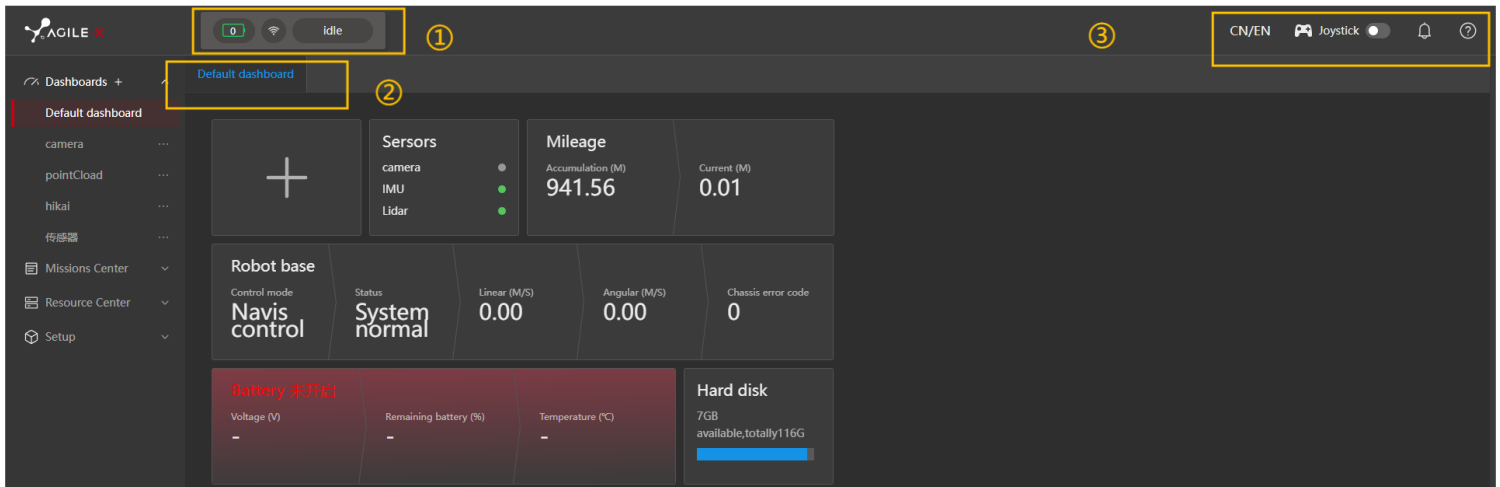 AGILE X
0
idle
①
③
CN/EN
Joystick
Dashboards +
Default dashboard
②
Default dashboard
camera
pointCload
hikai
传感器
Missions Center
Resource Center
Setup
Sersors
camera
IMU
Lidar
Mileage
Accumulation (M)
941.56
Current (M)
0.01
Robot base
Control mode
Navis
control
Status
System
normal
Linear (M/S)
0.00
Angular (M/S)
0.00
Chassis error code
0
Battery 未开启
Voltage (V)
-
Remaining battery (%)
-
Temperature (℃)
-
Hard disk
7GB
available,totally116G